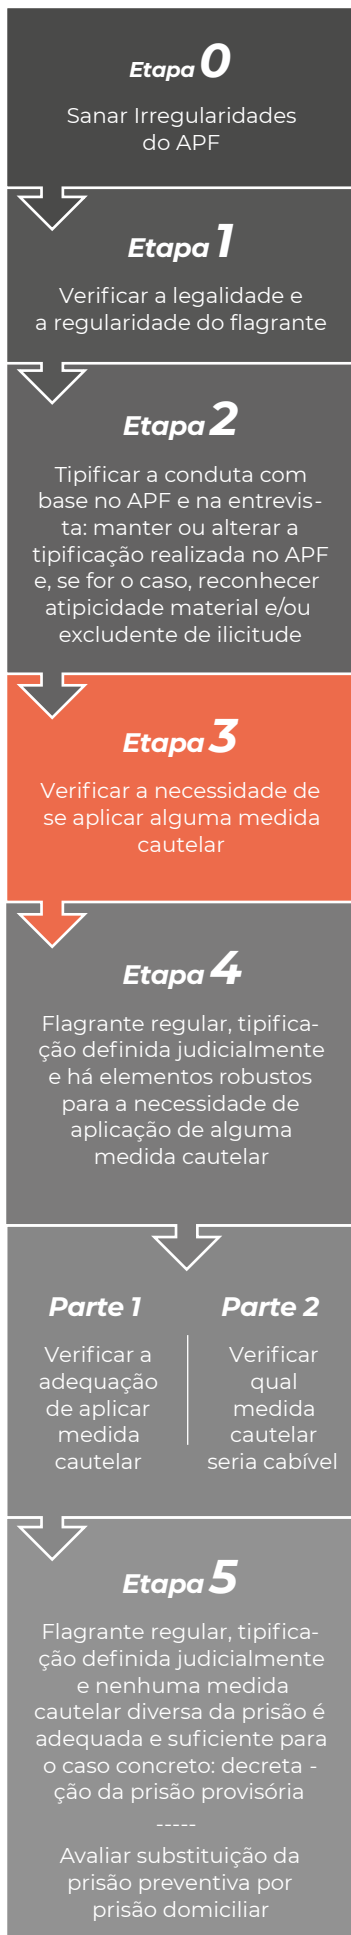 Etapa 0
Sanar Irregularidades
do APF
Etapa 1
Verificar a legalidade e
a regularidade do flagrante
Etapa 2
Tipificar a conduta com
base no APF e na entrevis-
ta: manter ou alterar a
tipificação realizada no APF
e, se for o caso, reconhecer
atipicidade material e/ou
excludente de ilicitude
Etapa 3
Verificar a necessidade de
se aplicar alguma medida
cautelar
Etapa 4
Flagrante regular, tipifica-
ção definida judicialmente
e há elementos robustos
para a necessidade de
aplicação de alguma
medida cautelar
Parte 1
Verificar a
adequação
de aplicar
medida
cautelar
Parte 2
Verificar
qual
medida
cautelar
seria cabível
Etapa 5
Flagrante regular, tipifica-
ção definida judicialmente
e nenhuma medida
cautelar diversa da prisão é
adequada e suficiente para
o caso concreto: decreta -
ção da prisão provisória
-----
Avaliar substituição da
prisão preventiva por
prisão domiciliar